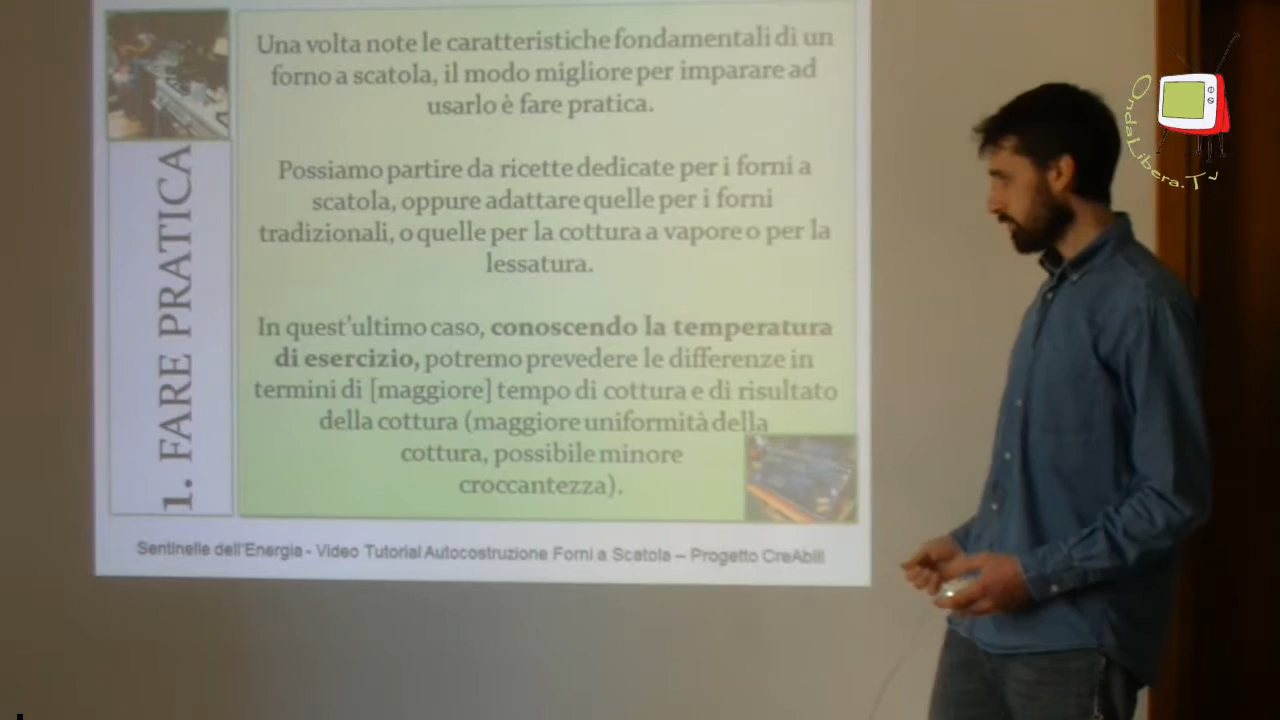 Una volta note le caratteristiche fondamentali di un
forno a scatola, il modo migliore per imparare ad
usarlo è fare pratica.
Possiamo partire da ricette dedicate per i forni a
scatola, oppure adattare quelle per i forni
tradizionali, o quelle per la cottura a vapore o per la
lessatura.
In quest'ultimo caso, conoscendo la temperatura
di esercizio, potremo prevedere le differenze in
termini di [maggiore] tempo di cottura e di risultato
della cottura (maggiore uniformità della
cottura, possibile minore
croccantezza).
1. FARE PRATICA
Sentinelle dell'Energia - Video Tutorial Autocostruzione Forni a Scatola – Progetto CreAbili
OndaLibera.Tv